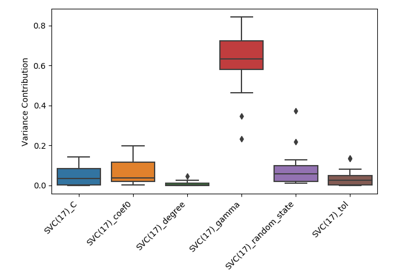 0.8
0.6
0.4
0.2
0.0
Variance Contribution
SVC(17)_C
SVC(17)_coef0
SVC(17)_degree
SVC(17)_gamma
SVC(17)_random_state
SVC(17)_tol